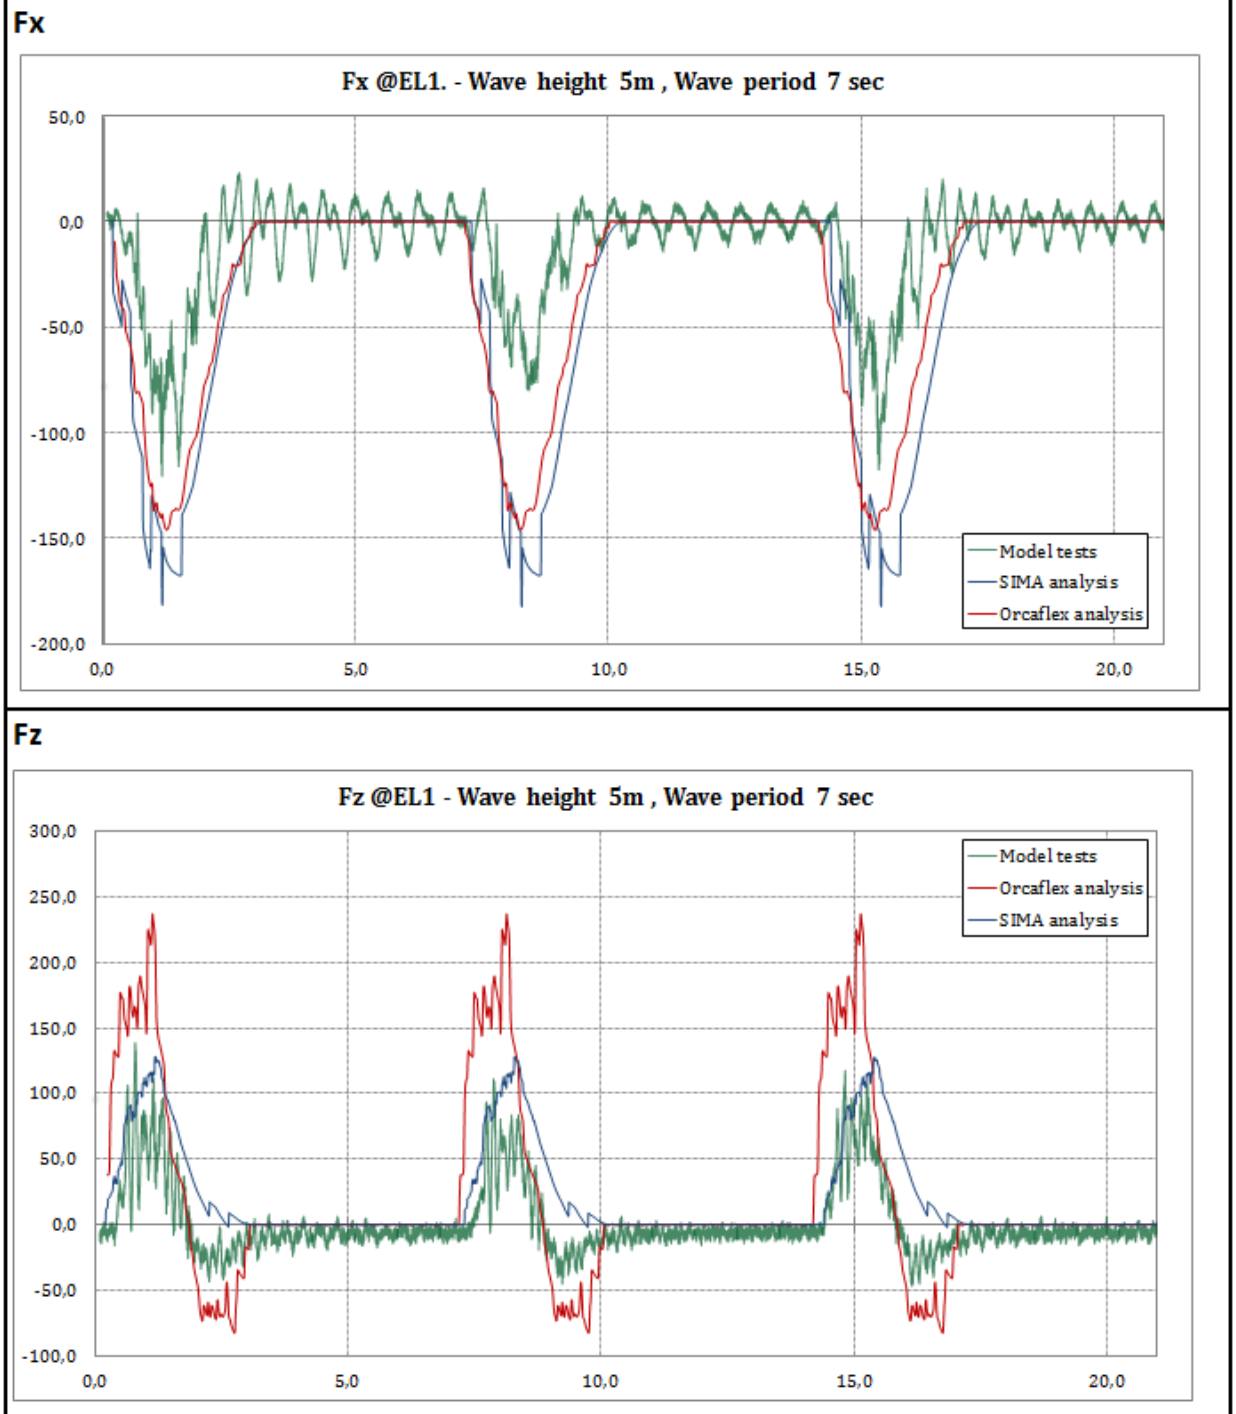 Fx
Fx @EL1. - Wave height 5m , Wave period 7 sec
50,0
0,0
-50,0
-100,0
-150,0
-200,0
Model tests
SIMA analysis
Orcaflex analysis
0,0 5,0 10,0 15,0 20,0
Fz
Fz @EL1 - Wave height 5m , Wave period 7 sec
300,0
250,0
200,0
150,0
100,0
50,0
0,0
-50,0
-100,0
Model tests
Orcaflex analysis
SIMA analysis
0,0 5,0 10,0 15,0 20,0